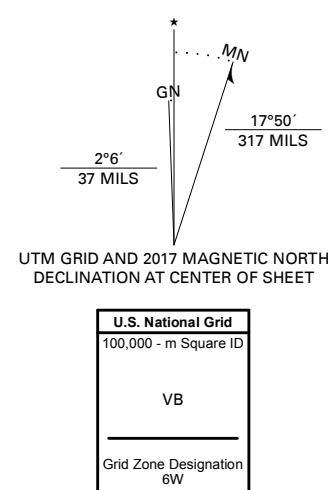 ★
MN
GN
17°50´
317 MILS
2°6´
37 MILS
UTM GRID AND 2017 MAGNETIC NORTH
DECLINATION AT CENTER OF SHEET
U.S. National Grid
100,000 - m Square ID
VB
Grid Zone Designation
6W